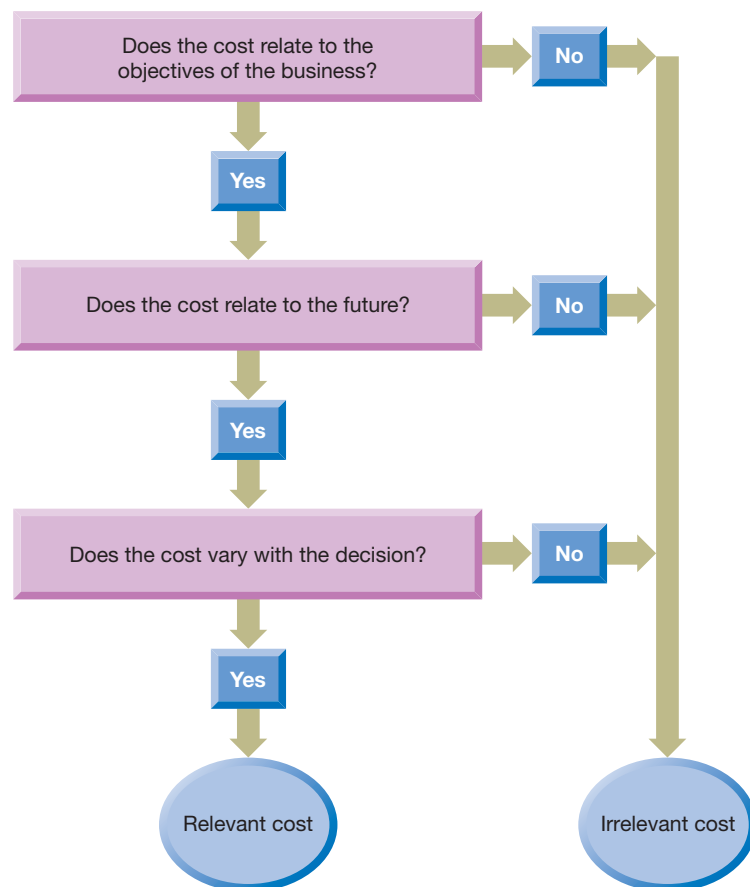 Does the cost relate to the
objectives of the business?
No
Yes
Does the cost relate to the future?
No
Yes
Does the cost vary with the decision?
No
Yes
Relevant cost
Irrelevant cost